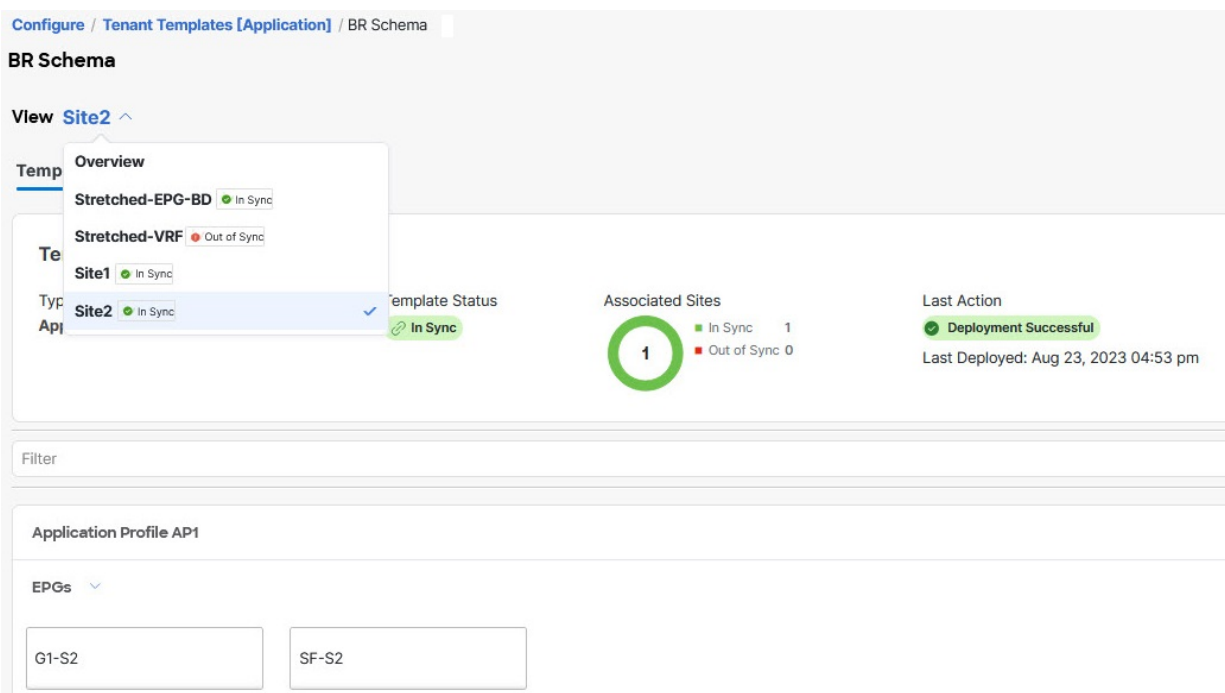 Configure / Tenant Templates [Application] / BR Schema
BR Schema
View Site2
Overview
Temp
Stretched-EPG-BD In Sync
Stretched-VRF Out of Sync
Te
Site1 In Sync
Site2 In Sync
Typ
App
Template Status
In Sync
Associated Sites
1
In Sync 1
Out of Sync 0
Last Action
Deployment Successful
Last Deployed: Aug 23, 2023 04:53 pm
Filter
Application Profile AP1
EPGs
G1-S2
SF-S2